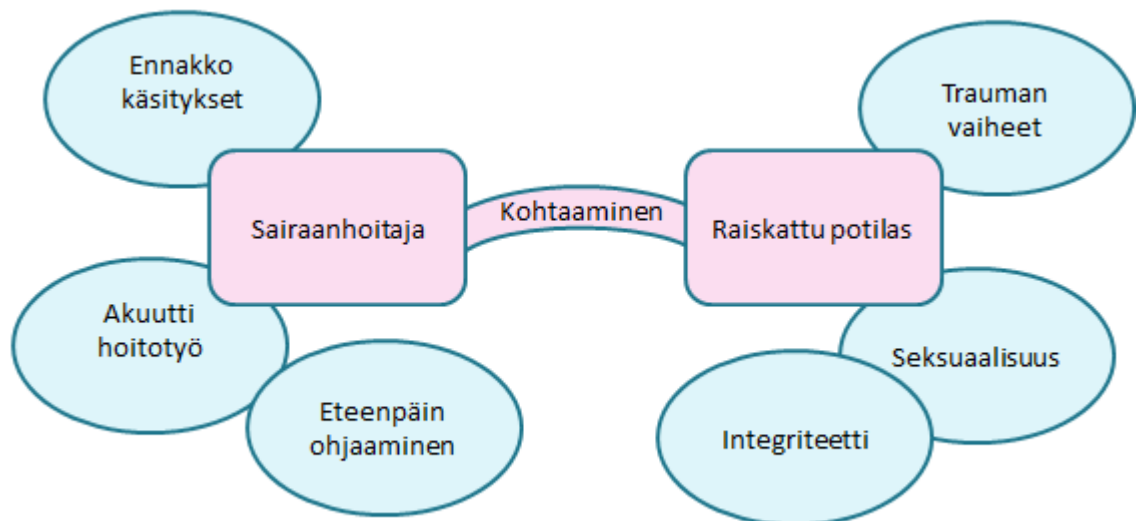 Ennakko
käsitykset
Trauman
vaiheet
Sairaanhoitaja
Kohtaaminen
Raiskattu potilas
Akuutti
hoitotyö
Eteenpäin
ohjaaminen
Seksuaalisuus
Integriteetti